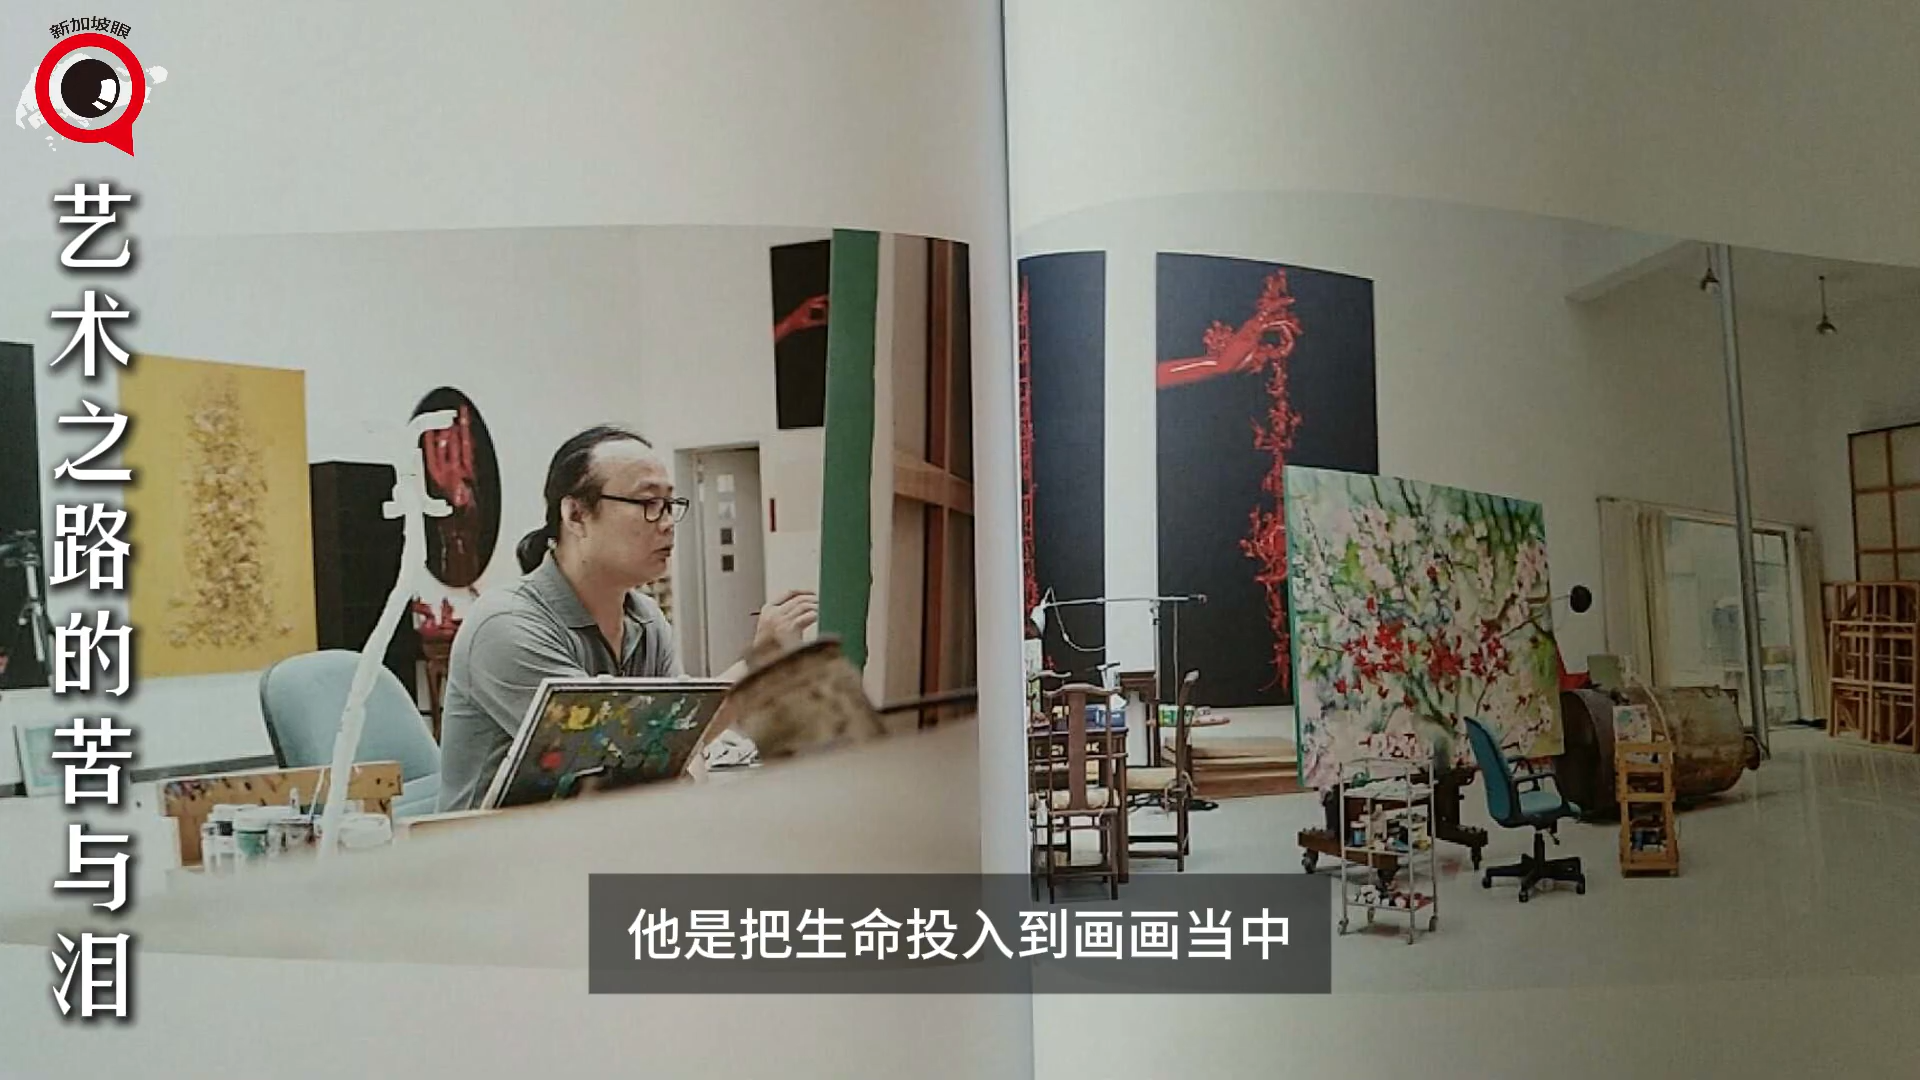 新加坡眼
艺术之路的苦与泪
他是把生命投入到画画当中